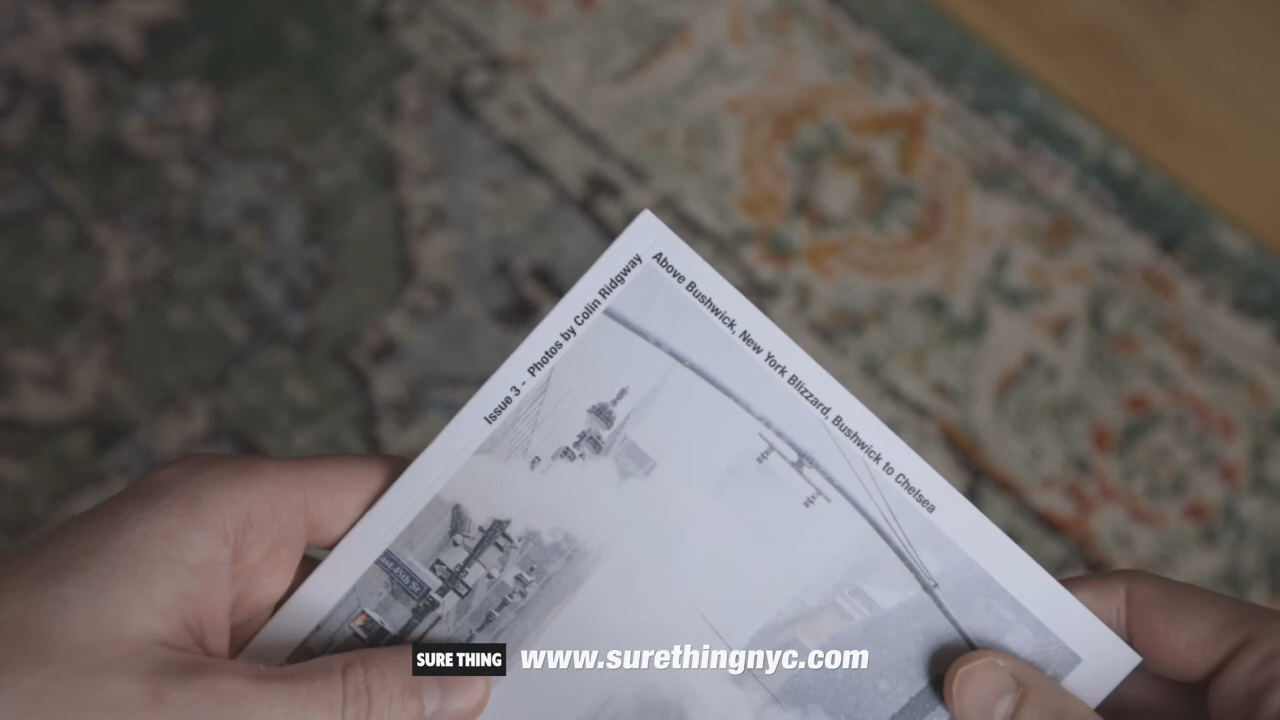 Issue 3 - Photos by Colin Ridgway
Above Bushwick, New York Blizzard, Bushwick to Chelsea
SURE THING
www.surethingnyc.com